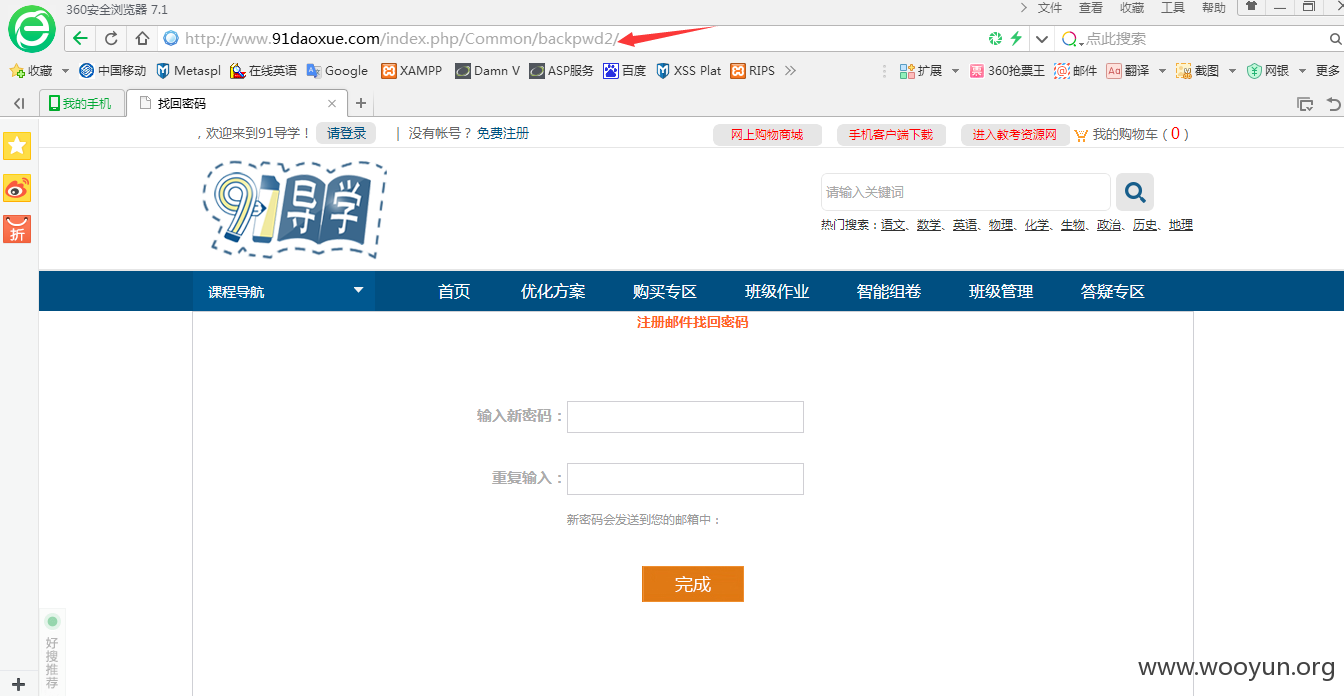 360安全浏览器 7.1
文件 查看 收藏 工具 帮助
http://www.91daoxue.com/index.php/Common/backpwd2/
点此搜索
收藏 中国移动 Metaspl 在线英语 Google XAMPP Damn V ASP服务 百度 XSS Plat RIPS
扩展 360抢票王 邮件 翻译 截图 网银 更多
我的手机 找回密码
，欢迎来到91导学！ 请登录 | 没有帐号？免费注册
网上购物商城 手机客户端下载 进入教考资源网 我的购物车 ( 0 )
91导学
请输入关键词
热门搜索：语文、数学、英语、物理、化学、生物、政治、历史、地理
课程导航 首页 优化方案 购买专区 班级作业 智能组卷 班级管理 答疑专区
注册邮件找回密码
输入新密码：
重复输入：
新密码会发送到您的邮箱中：
完成
折
好搜推荐
www.wooyun.org